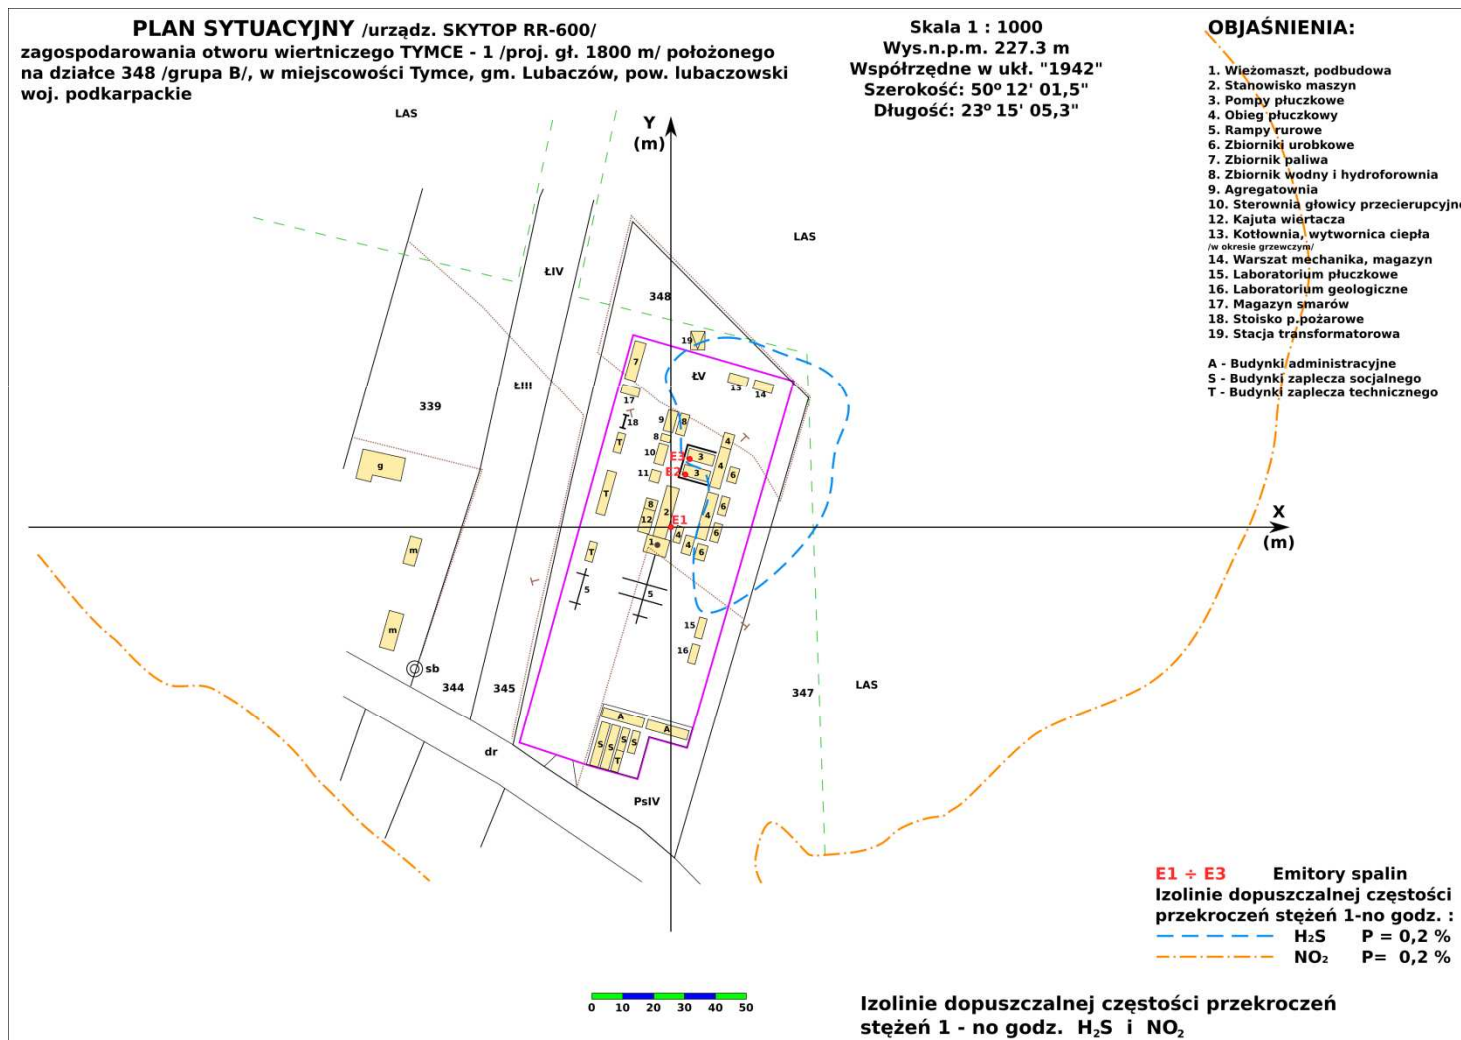 PLAN SYTUACYJNY /urządz. SKYTOP RR-600/
zagospodarowania otworu wiertniczego TYMCE - 1 /proj. gł. 1800 m/ położonego
na działce 348 /grupa B/, w miejscowości Tymce, gm. Lubaczów, pow. lubaczowski
woj. podkarpackie
Skala 1 : 1000
Wys.n.p.m. 227.3 m
Współrzędne w ukł. "1942"
Szerokość: 50º 12' 01,5"
Długość: 23º 15' 05,3"
OBJAŚNIENIA:
1. Wieżomaszt, podbudowa
2. Stanowisko maszyn
3. Pompy płuczkowe
4. Obieg płuczkowy
5. Rampy rurowe
6. Zbiorniki urobkowe
7. Zbiornik paliwa
8. Zbiornik wodny i hydroforownia
9. Agregatownia
10. Sterownia głowicy przecierupcyjne
12. Kajuta wiertacza
13. Kotłownia, wytwornica ciepła
/w okresie grzewczym/
14. Warszat mechanika, magazyn
15. Laboratorium płuczkowe
16. Laboratorium geologiczne
17. Magazyn smarów
18. Stoisko p.pożarowe
19. Stacja transformatorowa
A - Budynki administracyjne
S - Budynki zaplecza socjalnego
T - Budynki zaplecza technicznego
LAS
Y
(m)
LAS
ŁIV
348
19
7
ŁV
ŁIII
13
14
17
339
18
9
8
T
8
4
10
E3
3
4
g
11
E2
3
6
T
8
2
4
6
12
E1
X
(m)
4
6
1
4
6
m
T
5
5
m
15
16
sb
344
345
347
LAS
A
A
S
S
S
S
T
dr
PsIV
E1 ÷ E3 Emitory spalin
Izolinie dopuszczalnej częstości
przekroczeń stężeń 1-no godz. :
H₂S P = 0,2 %
NO₂ P= 0,2 %
0 10 20 30 40 50
Izolinie dopuszczalnej częstości przekroczeń
stężeń 1 - no godz. H₂S i NO₂